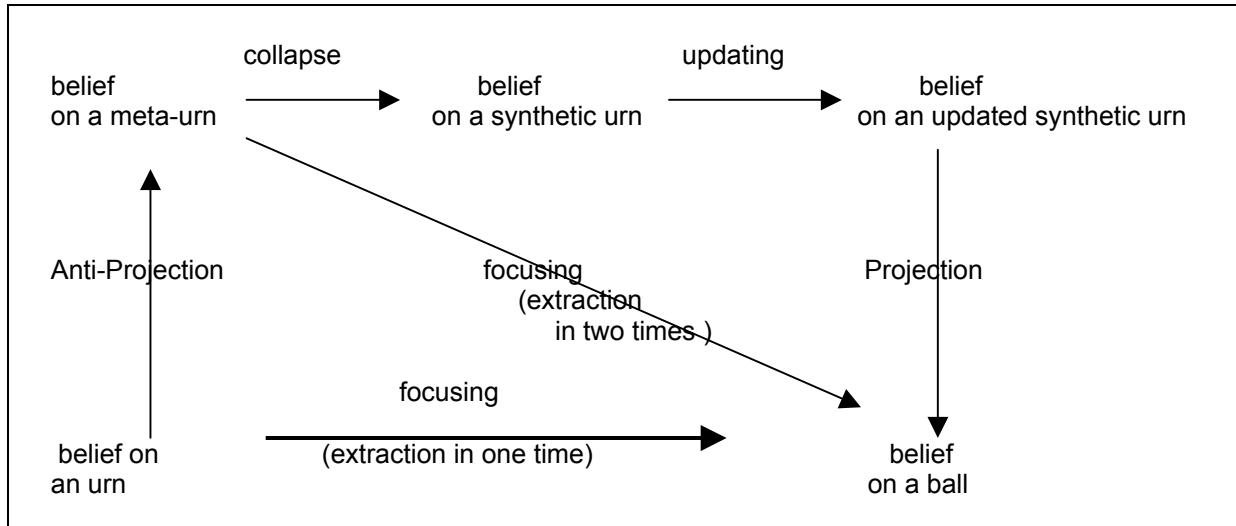 collapse
updating
belief
on a meta-urn
belief
on a synthetic urn
belief
on an updated synthetic urn
Anti-Projection
focusing
(extraction
in two times )
Projection
focusing
(extraction in one time)
belief on
an urn
belief
on a ball